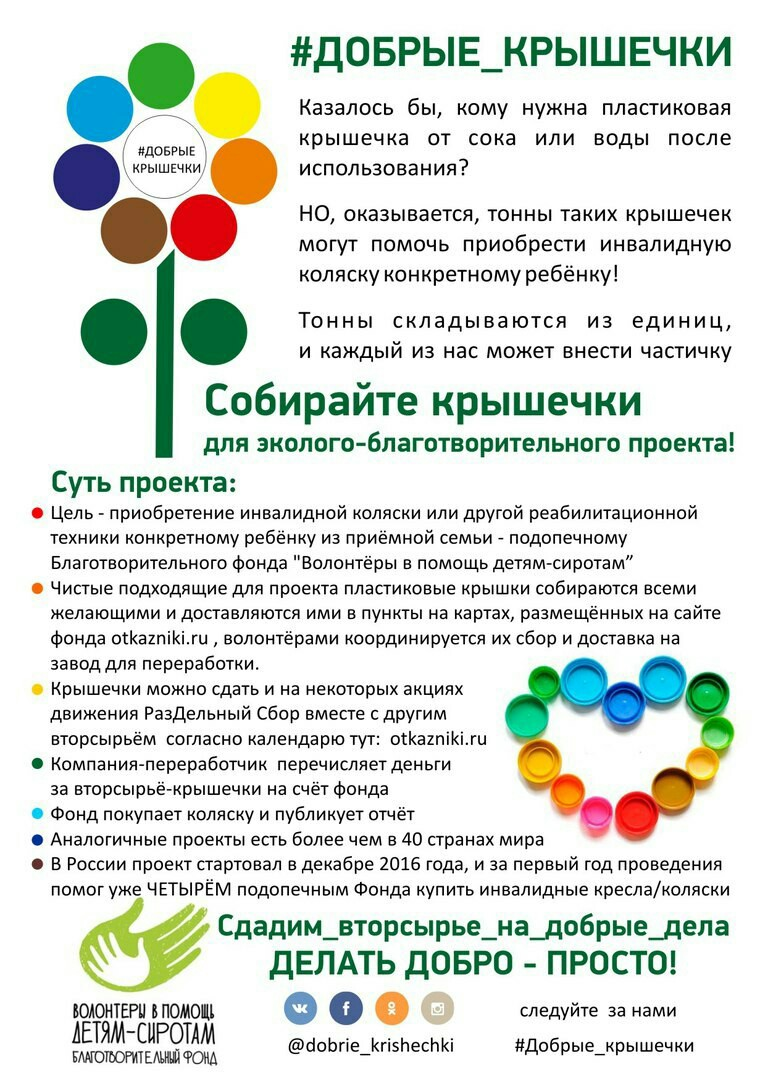 #ДОБРЫЕ_КРЫШЕЧКИ
#ДОБРЫЕ
КРЫШЕЧКИ
Казалось бы, кому нужна пластиковая
крышечка от сока или воды после
использования?
НО, оказывается, тонны таких крышечек
могут помочь приобрести инвалидную
коляску конкретному ребёнку!
Тонны складываются из единиц,
и каждый из нас может внести частичку
Собирайте крышечки
для эколого-благотворительного проекта!
Суть проекта:
Цель - приобретение инвалидной коляски или другой реабилитационной
техники конкретному ребёнку из приёмной семьи - подопечному
Благотворительного фонда "Волонтёры в помощь детям-сиротам”
Чистые подходящие для проекта пластиковые крышки собираются всеми
желающими и доставляются ими в пункты на картах, размещённых на сайте
фонда otkazniki.ru , волонтёрами координируется их сбор и доставка на
завод для переработки.
Крышечки можно сдать и на некоторых акциях
движения РазДельный Сбор вместе с другим
вторсырьём согласно календарю тут: otkazniki.ru
Компания-переработчик перечисляет деньги
за вторсырьё-крышечки на счёт фонда
Фонд покупает коляску и публикует отчёт
Аналогичные проекты есть более чем в 40 странах мира
В России проект стартовал в декабре 2016 года, и за первый год проведения
помог уже ЧЕТЫРЁМ подопечным Фонда купить инвалидные кресла/коляски
Сдадим_вторсырье_на_добрые_дела
ДЕЛАТЬ ДОБРО - ПРОСТО!
ВОЛОНТЕРЫ В ПОМОЩЬ
ДЕТЯМ-СИРОТАМ
БЛАГОТВОРИТЕЛЬНЫЙ ФОНД
следуйте за нами
@dobrie_krishechki
#Добрые_крышечки